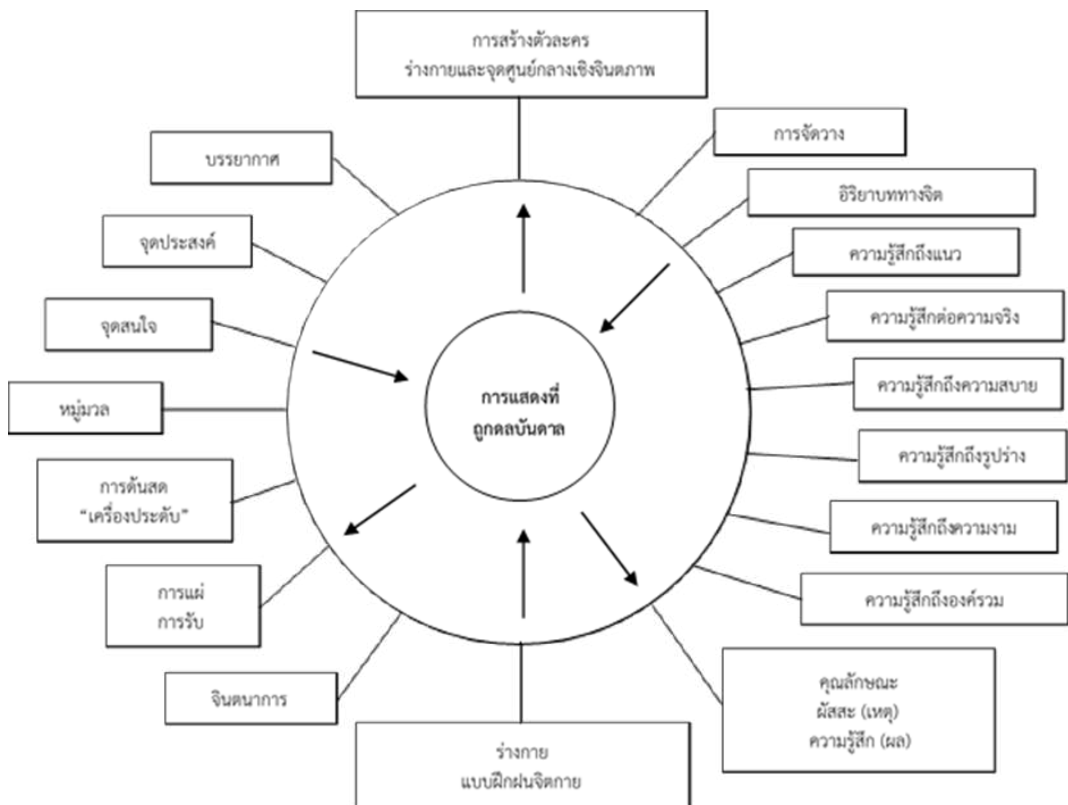 การสร้างตัวละคร
ร่างกายและจุดศูนย์กลางเชิงจินตภาพ
การจัดวาง
อิริยาบททางจิต
ความรู้สึกถึงแนว
ความรู้สึกต่อความจริง
ความรู้สึกถึงความสบาย
ความรู้สึกถึงรูปร่าง
ความรู้สึกถึงความงาม
ความรู้สึกถึงองค์รวม
คุณลักษณะ
ผัสสะ (เหตุ)
ความรู้สึก (ผล)
ร่างกาย
แบบฝึกฝนจิตกาย
จินตนาการ
การแผ่
การรับ
การด้นสด
“เครื่องประดับ”
หมู่มวล
จุดสนใจ
จุดประสงค์
บรรยากาศ
การแสดงที่
ถูกดลบันดาล